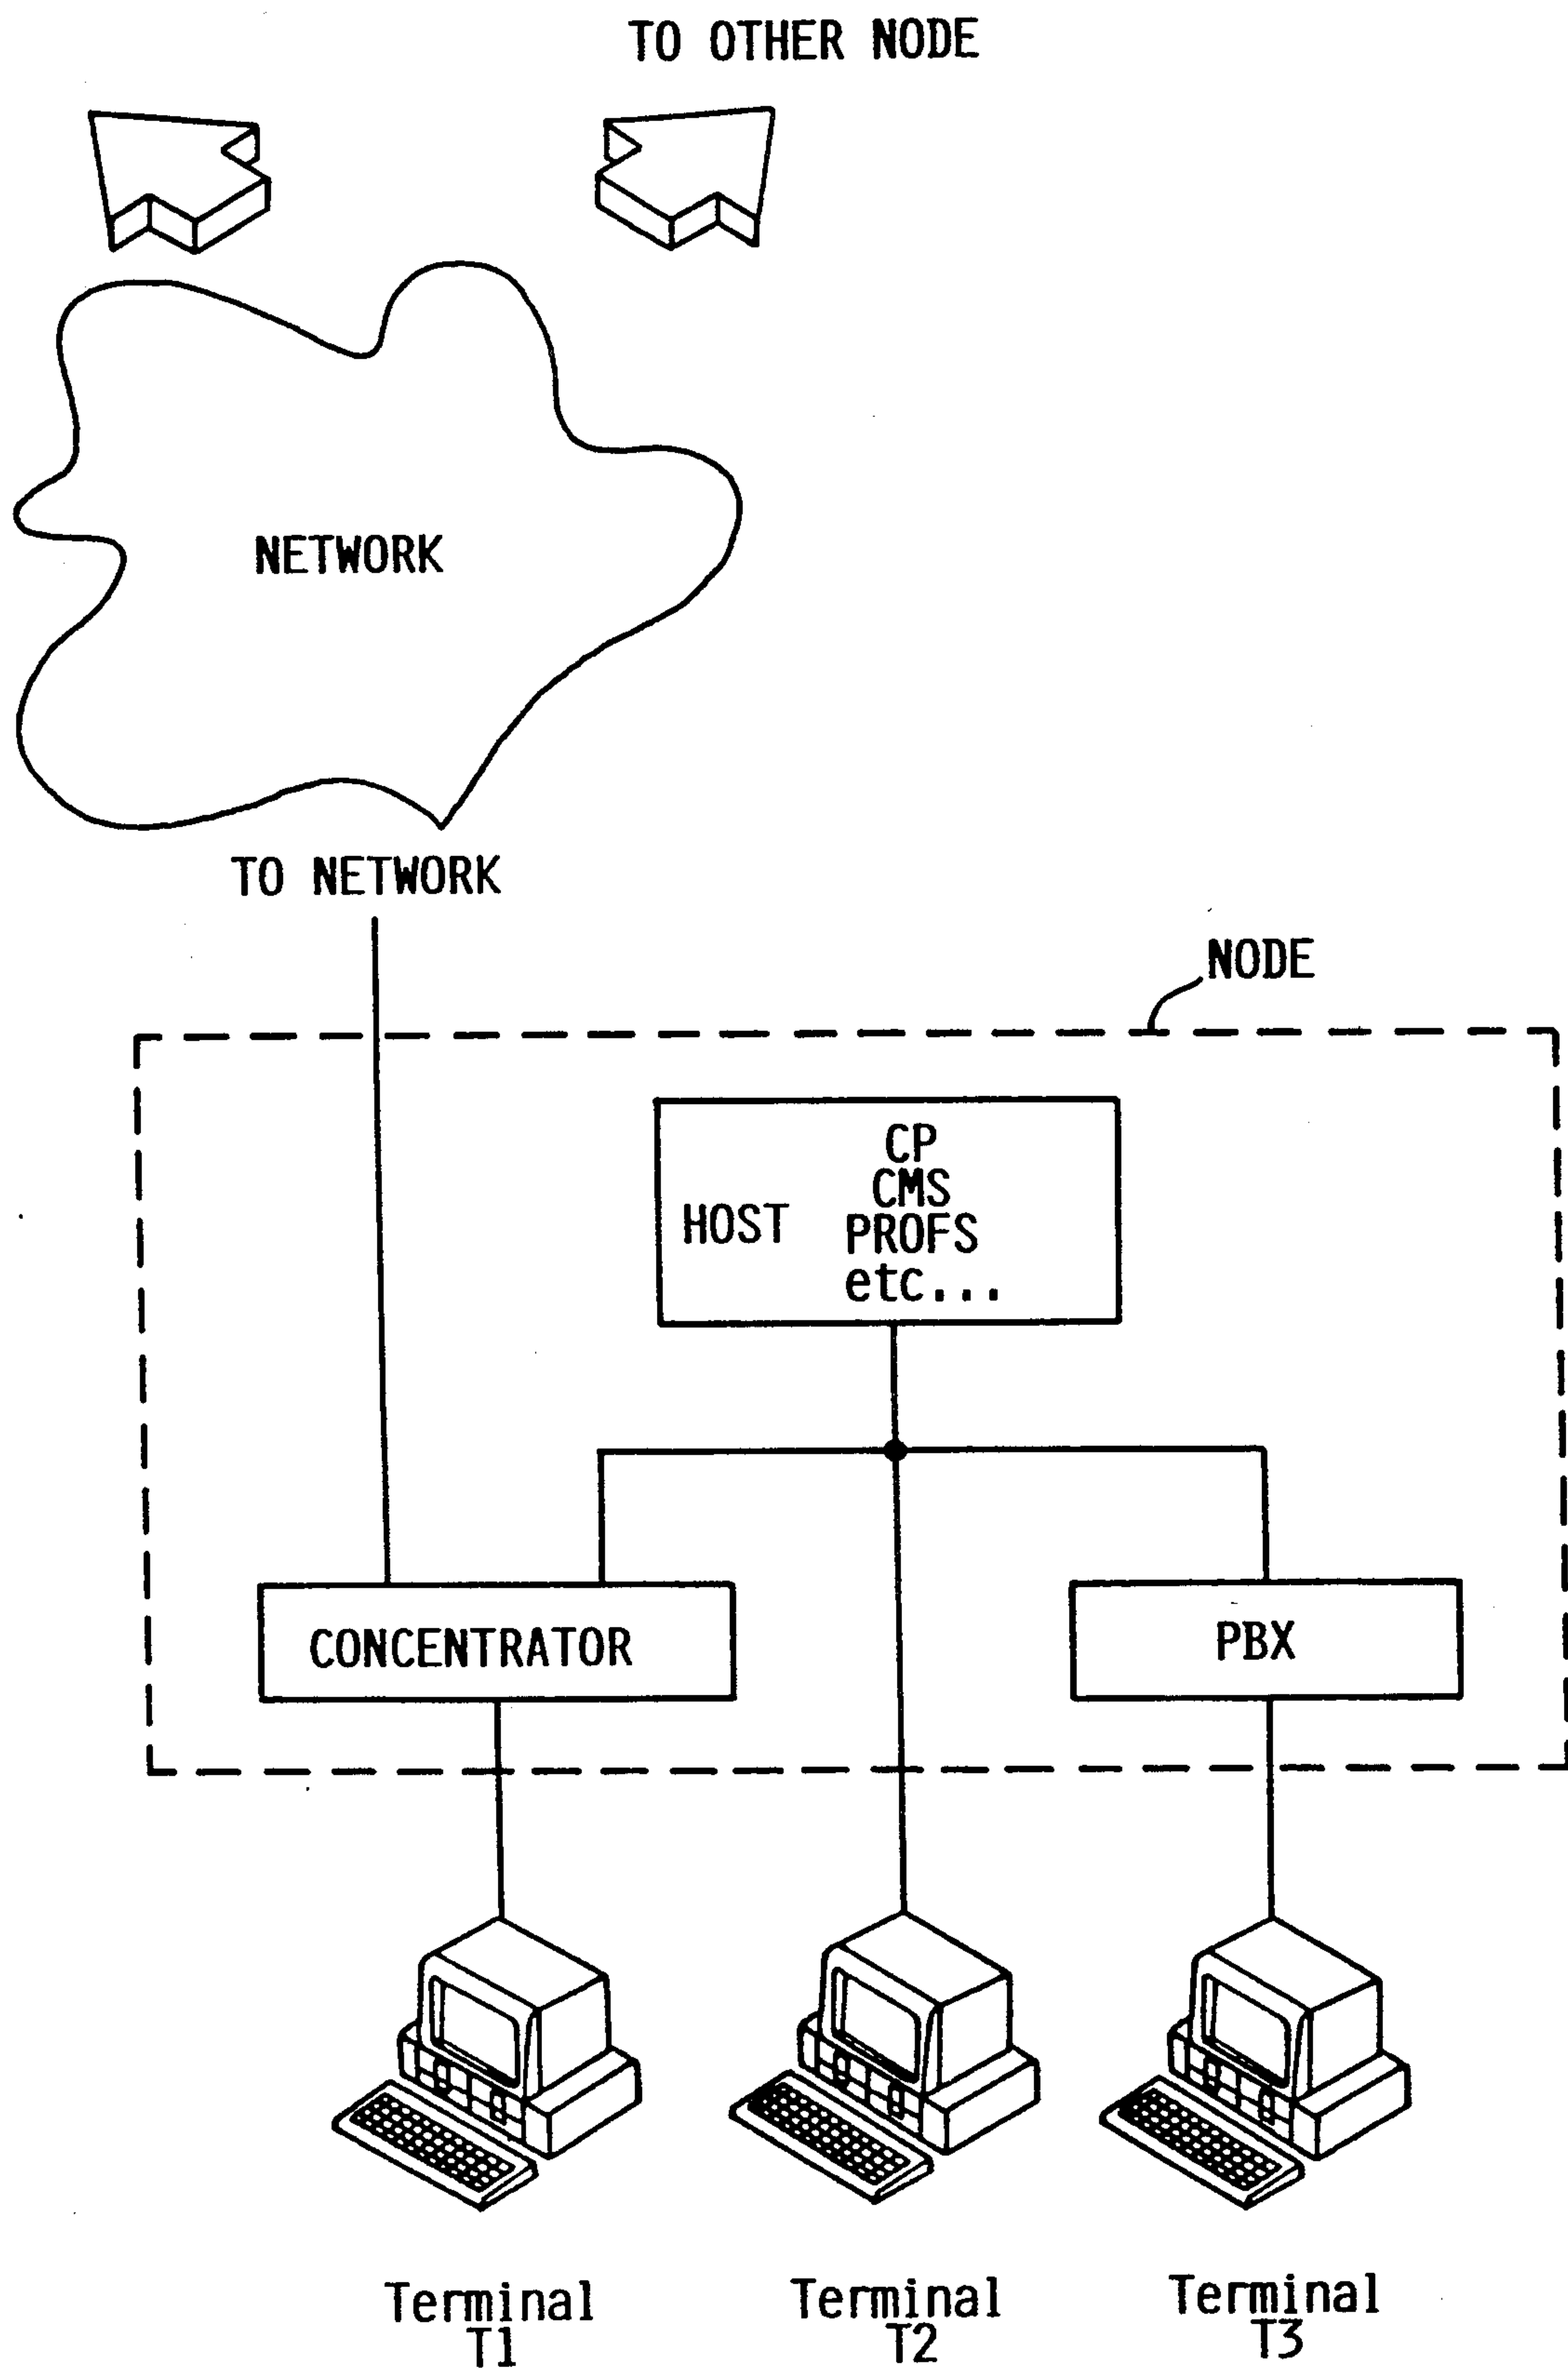 TO OTHER NODE
NETWORK
TO NETWORK
NODE
CP
CMS
HOST
PROFS
etc...
CONCENTRATOR
PBX
Terminal
T1
Terminal
T2
Terminal
T3